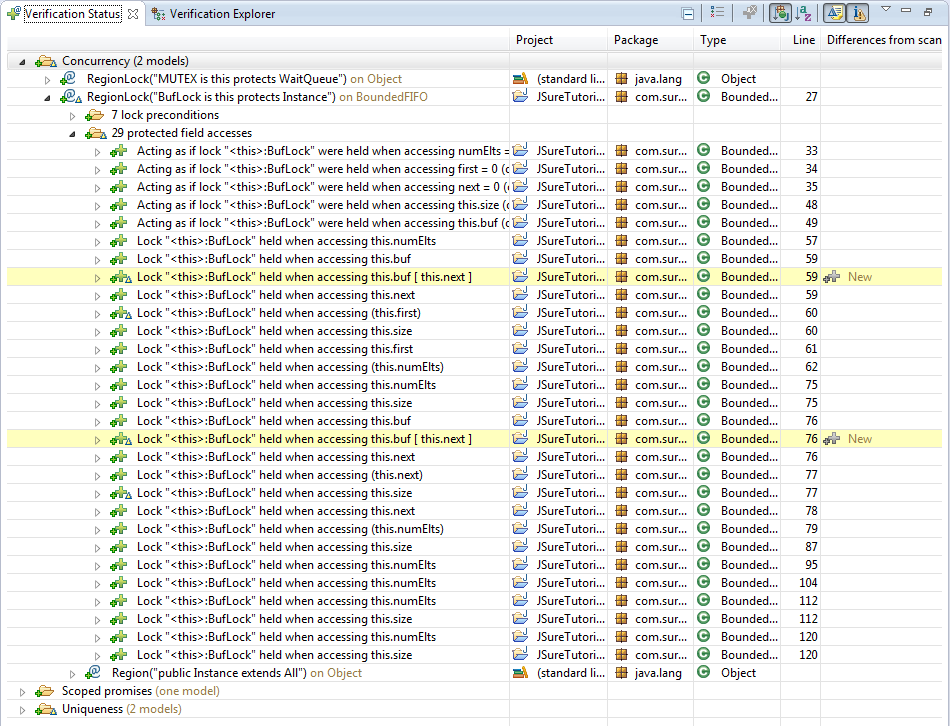 Verification Status Verification Explorer
Project Package Type Line Differences from scan
Concurrency (2 models)
RegionLock("MUTEX is this protects WaitQueue") on Object (standard li... java.lang Object
RegionLock("BufLock is this protects Instance") on BoundedFIFO JSureTutori... com.sur... Bounded... 27
7 lock preconditions
29 protected field accesses
Acting as if lock "<this>:BufLock" were held when accessing numElts = JSureTutori... com.sur... Bounded... 33
Acting as if lock "<this>:BufLock" were held when accessing first = 0 (c JSureTutori... com.sur... Bounded... 34
Acting as if lock "<this>:BufLock" were held when accessing next = 0 (c JSureTutori... com.sur... Bounded... 35
Acting as if lock "<this>:BufLock" were held when accessing this.size (c JSureTutori... com.sur... Bounded... 48
Acting as if lock "<this>:BufLock" were held when accessing this.buf (c JSureTutori... com.sur... Bounded... 49
Lock "<this>:BufLock" held when accessing this.numElts JSureTutori... com.sur... Bounded... 57
Lock "<this>:BufLock" held when accessing this.buf JSureTutori... com.sur... Bounded... 59
Lock "<this>:BufLock" held when accessing this.buf [ this.next ] JSureTutori... com.sur... Bounded... 59 New
Lock "<this>:BufLock" held when accessing this.next JSureTutori... com.sur... Bounded... 59
Lock "<this>:BufLock" held when accessing (this.first) JSureTutori... com.sur... Bounded... 60
Lock "<this>:BufLock" held when accessing this.size JSureTutori... com.sur... Bounded... 60
Lock "<this>:BufLock" held when accessing this.first JSureTutori... com.sur... Bounded... 61
Lock "<this>:BufLock" held when accessing (this.numElts) JSureTutori... com.sur... Bounded... 62
Lock "<this>:BufLock" held when accessing this.numElts JSureTutori... com.sur... Bounded... 75
Lock "<this>:BufLock" held when accessing this.size JSureTutori... com.sur... Bounded... 75
Lock "<this>:BufLock" held when accessing this.buf JSureTutori... com.sur... Bounded... 76
Lock "<this>:BufLock" held when accessing this.buf [ this.next ] JSureTutori... com.sur... Bounded... 76 New
Lock "<this>:BufLock" held when accessing this.next JSureTutori... com.sur... Bounded... 76
Lock "<this>:BufLock" held when accessing (this.next) JSureTutori... com.sur... Bounded... 77
Lock "<this>:BufLock" held when accessing this.size JSureTutori... com.sur... Bounded... 77
Lock "<this>:BufLock" held when accessing this.next JSureTutori... com.sur... Bounded... 78
Lock "<this>:BufLock" held when accessing (this.numElts) JSureTutori... com.sur... Bounded... 79
Lock "<this>:BufLock" held when accessing this.size JSureTutori... com.sur... Bounded... 87
Lock "<this>:BufLock" held when accessing this.numElts JSureTutori... com.sur... Bounded... 95
Lock "<this>:BufLock" held when accessing this.numElts JSureTutori... com.sur... Bounded... 104
Lock "<this>:BufLock" held when accessing this.numElts JSureTutori... com.sur... Bounded... 112
Lock "<this>:BufLock" held when accessing this.size JSureTutori... com.sur... Bounded... 112
Lock "<this>:BufLock" held when accessing this.numElts JSureTutori... com.sur... Bounded... 120
Lock "<this>:BufLock" held when accessing this.size JSureTutori... com.sur... Bounded... 120
Region("public Instance extends All") on Object (standard li... java.lang Object
Scoped promises (one model)
Uniqueness (2 models)